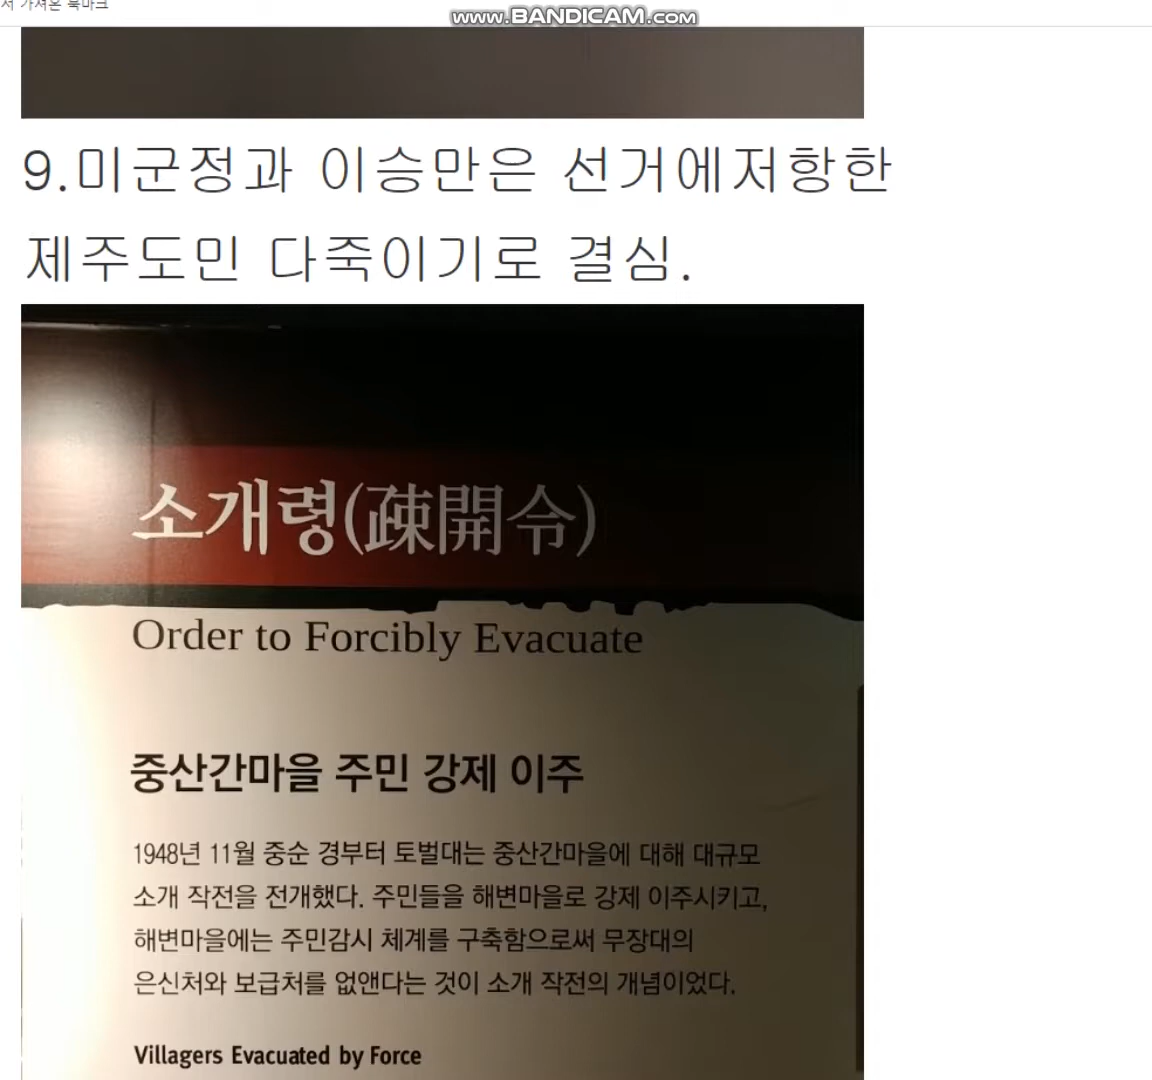 서 가져온 북마크
www.BANDICAM.com
9.미군정과 이승만은 선거에저항한
제주도민 다죽이기로 결심.
소개령(疎開令)
Order to Forcibly Evacuate
중산간마을 주민 강제 이주
1948년 11월 중순 경부터 토벌대는 중산간마을에 대해 대규모
소개 작전을 전개했다. 주민들을 해변마을로 강제 이주시키고,
해변마을에는 주민감시 체계를 구축함으로써 무장대의
은신처와 보급처를 없앤다는 것이 소개 작전의 개념이었다.
Villagers Evacuated by Force